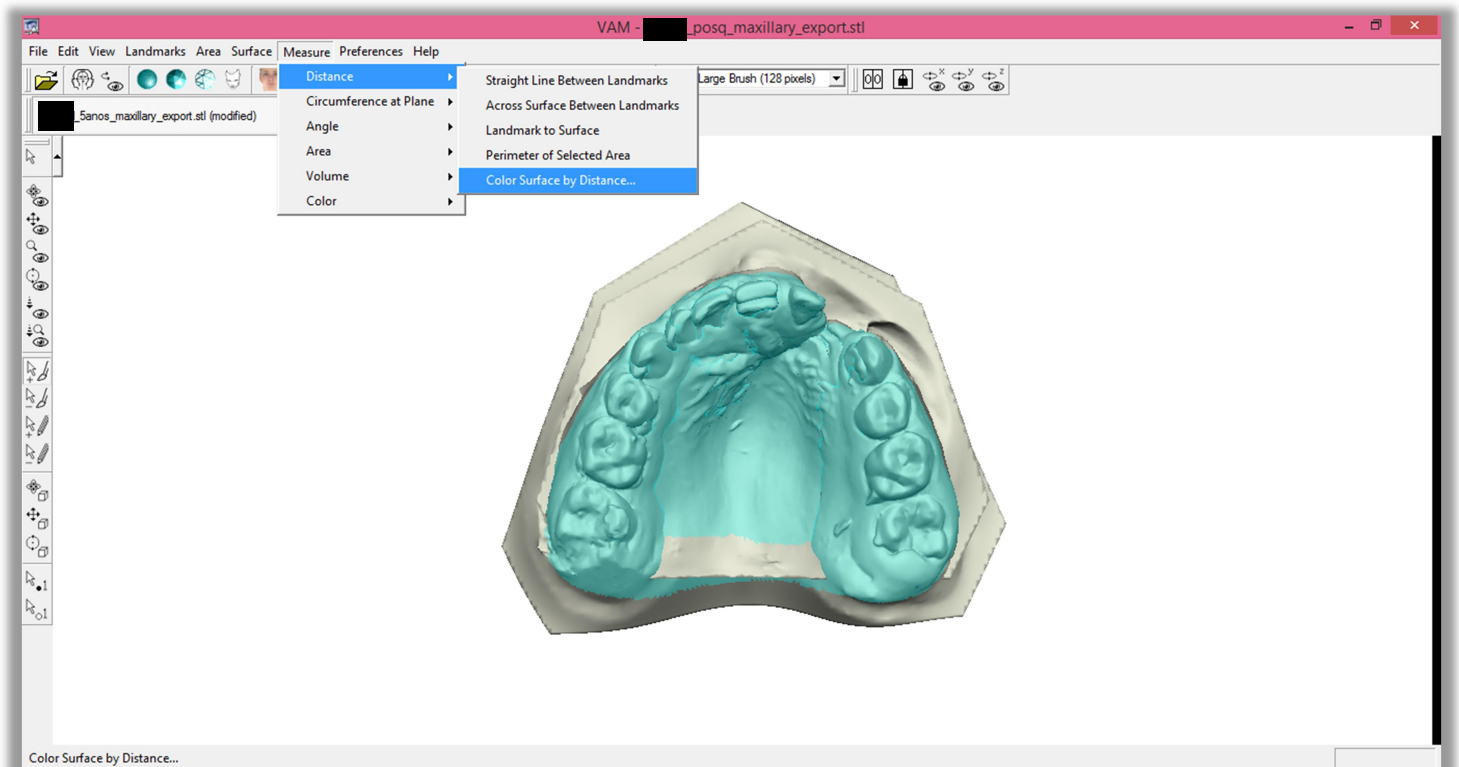 VAM - _posq_maxillary_export.stl
File Edit View Landmarks Area Surface Measure Preferences Help
Large Brush (128 pixels)
_5anos_maxillary_export.stl (modified)
Distance
Circumference at Plane
Angle
Area
Volume
Color
Straight Line Between Landmarks
Across Surface Between Landmarks
Landmark to Surface
Perimeter of Selected Area
Color Surface by Distance...
Color Surface by Distance...